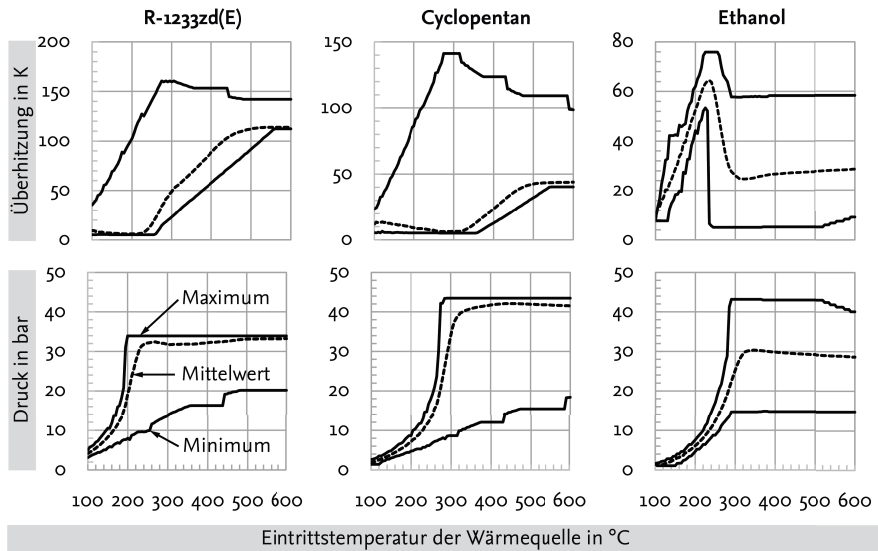 R-1233zd(E) Cyclopentan Ethanol
Überhitzung in K
200 150 100 50 0
150 100 50 0
80 60 40 20 0
Druck in bar
50 40 30 20 10 0
Maximum
Mittelwert
Minimum
50 40 30 20 10 0
50 40 30 20 10 0
100 200 300 400 500 600 100 200 300 400 500 600 100 200 300 400 500 600
Eintrittstemperatur der Wärmequelle in °C